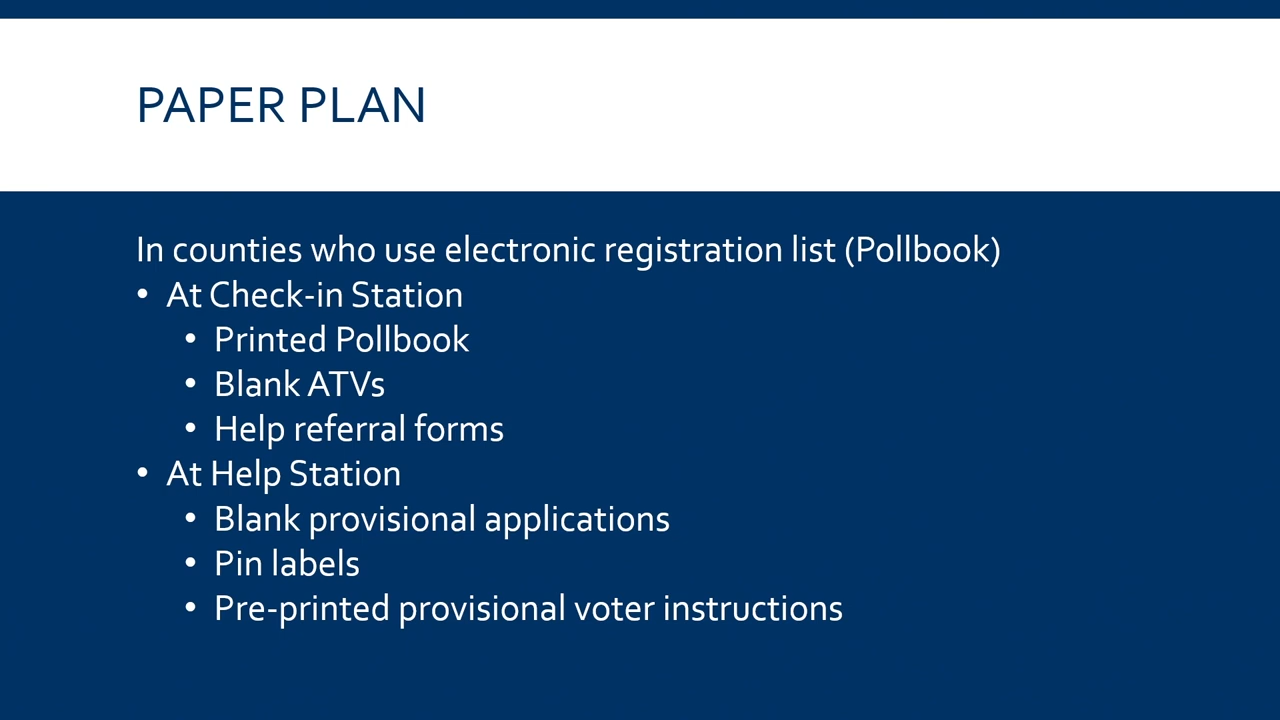 PAPER PLAN
In counties who use electronic registration list (Pollbook)
• At Check-in Station
• Printed Pollbook
• Blank ATVs
• Help referral forms
• At Help Station
• Blank provisional applications
• Pin labels
• Pre-printed provisional voter instructions